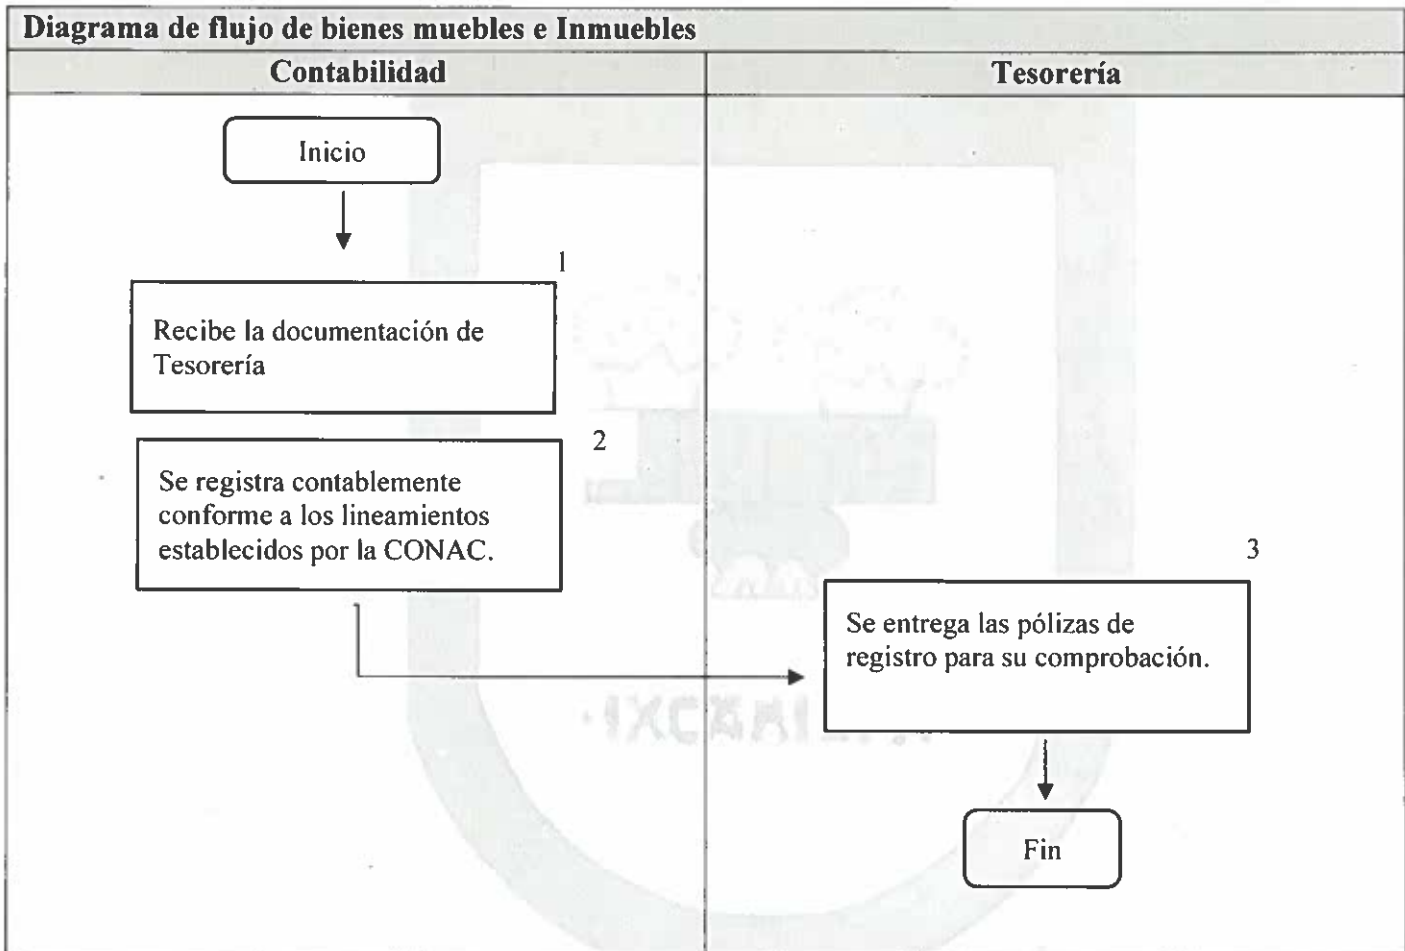 Diagrama de flujo de bienes muebles e Inmuebles
Contabilidad
Tesorería
Inicio
1
Recibe la documentación de
Tesorería
2
Se registra contablemente
conforme a los lineamientos
establecidos por la CONAC.
3
Se entrega las pólizas de
registro para su comprobación.
Fin